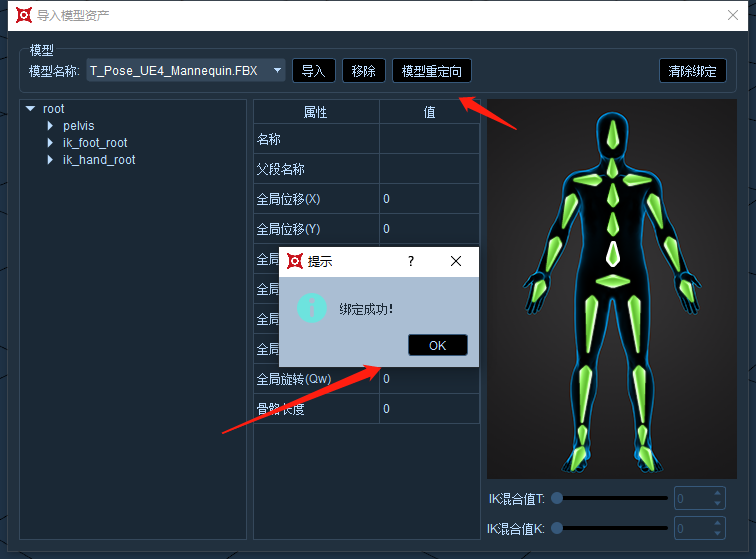 导入模型资产
模型
模型名称: T_Pose_UE4_Mannequin.FBX 导入 移除 模型重定向 清除绑定
root
pelvis
ik_foot_root
ik_hand_root
属性 值
名称
父段名称
全局位移(X) 0
全局位移(Y) 0
全局
全局
全局
全局
全局旋转(Qw) 0
骨骼长度 0
提示 ?
绑定成功!
OK
IK混合值T: 0
IK混合值K: 0